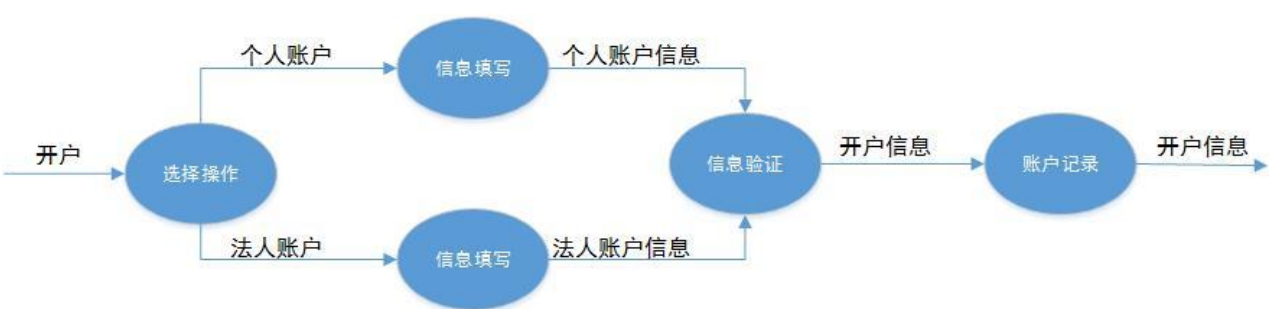 个人账户
信息填写
个人账户信息
开户
选择操作
信息验证
开户信息
账户记录
开户信息
法人账户
信息填写
法人账户信息